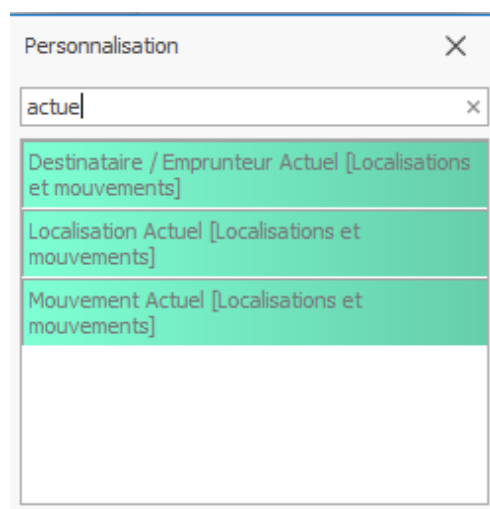 Personnalisation
actue
Destinataire / Emprunteur Actuel [Localisations
et mouvements]
Localisation Actuel [Localisations et
mouvements]
Mouvement Actuel [Localisations et
mouvements]